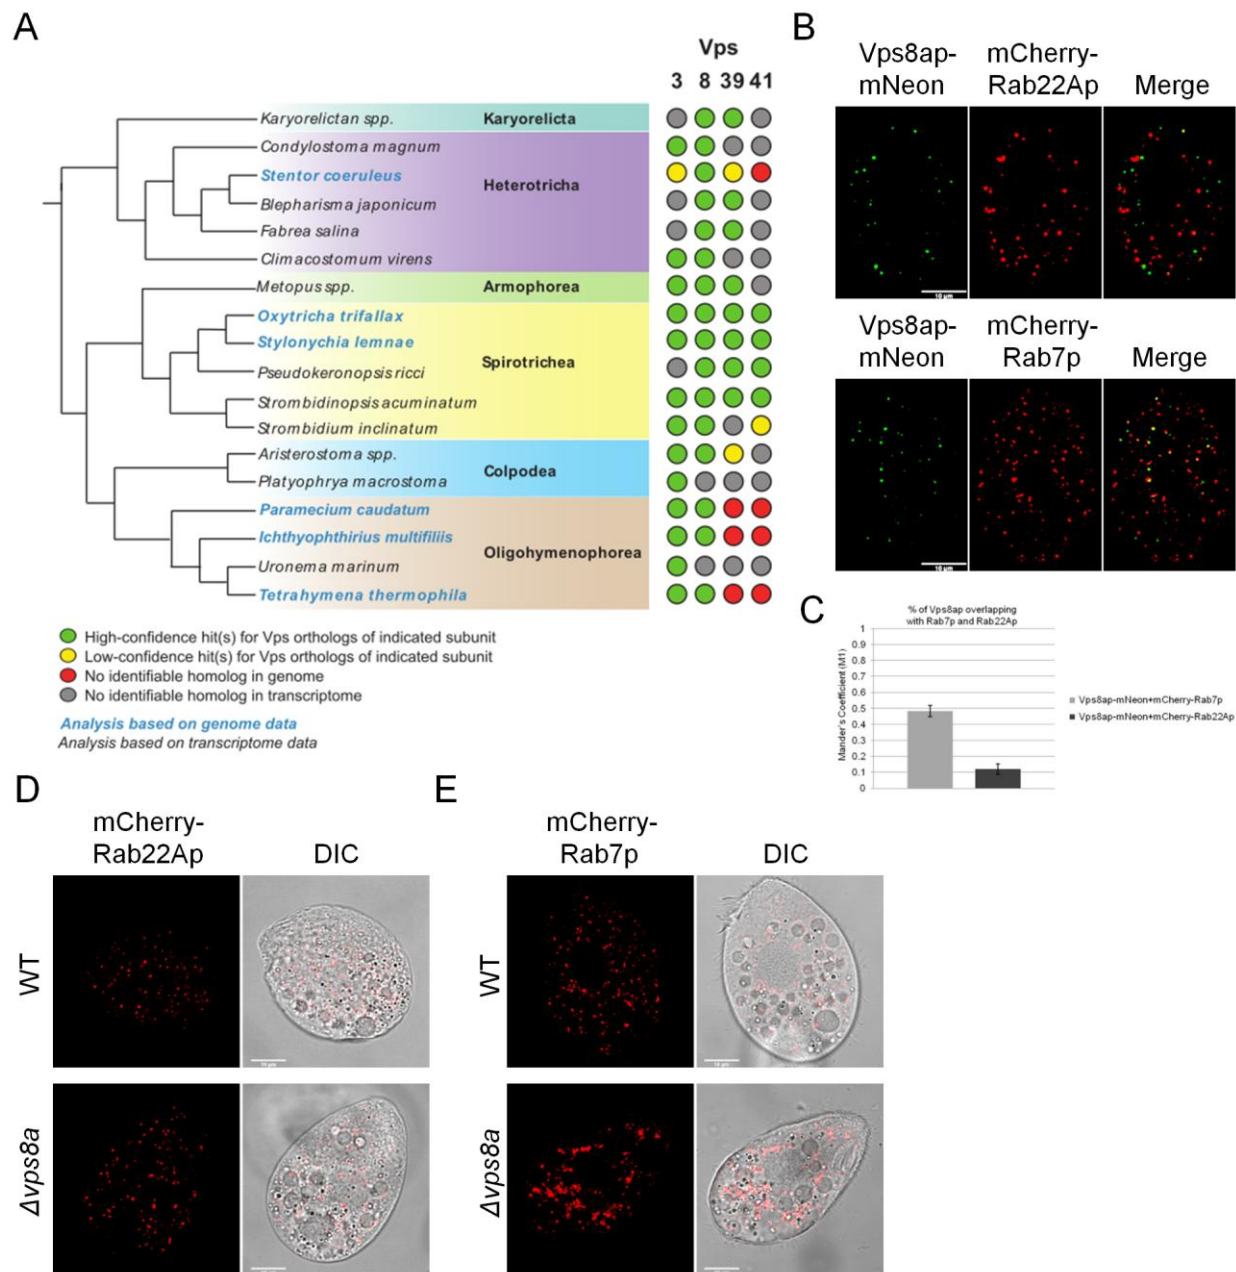 A
Vps
3 8 39 41
Karyorelictan spp. Karyorelicta
Condylostoma magnum
Stentor coeruleus
Heterotricha
Blepharisma japonicum
Fabrea salina
Climacostomum virens
Metopus spp. Armophorea
Oxytricha trifallax
Stylonychia lemnae
Spirotrichea
Pseudokeronopsis ricci
Strombidinopsis acuminatum
Strombidium inclinatum
Aristerostoma spp.
Colpodea
Platyophrya macrostoma
Paramecium caudatum
Ichthyophthirius multifiliis
Oligohymenophorea
Uronema marinum
Tetrahymena thermophila
High-confidence hit(s) for Vps orthologs of indicated subunit
Low-confidence hit(s) for Vps orthologs of indicated subunit
No identifiable homolog in genome
No identifiable homolog in transcriptome
Analysis based on genome data
Analysis based on transcriptome data
B
Vps8ap-
mNeon
mCherry-
Rab22Ap
Merge
10 µm
Vps8ap-
mNeon
mCherry-
Rab7p
Merge
10 µm
C
% of Vps8ap overlapping
with Rab7p and Rab22Ap
Mander's Coefficient (M1)
1
0.9
0.8
0.7
0.6
0.5
0.4
0.3
0.2
0.1
0
Vps8ap-mNeon+mCherry-Rab7p
Vps8ap-mNeon+mCherry-Rab22Ap
D
mCherry-
Rab22Ap
DIC
WT
Δvps8a
E
mCherry-
Rab7p
DIC
WT
Δvps8a